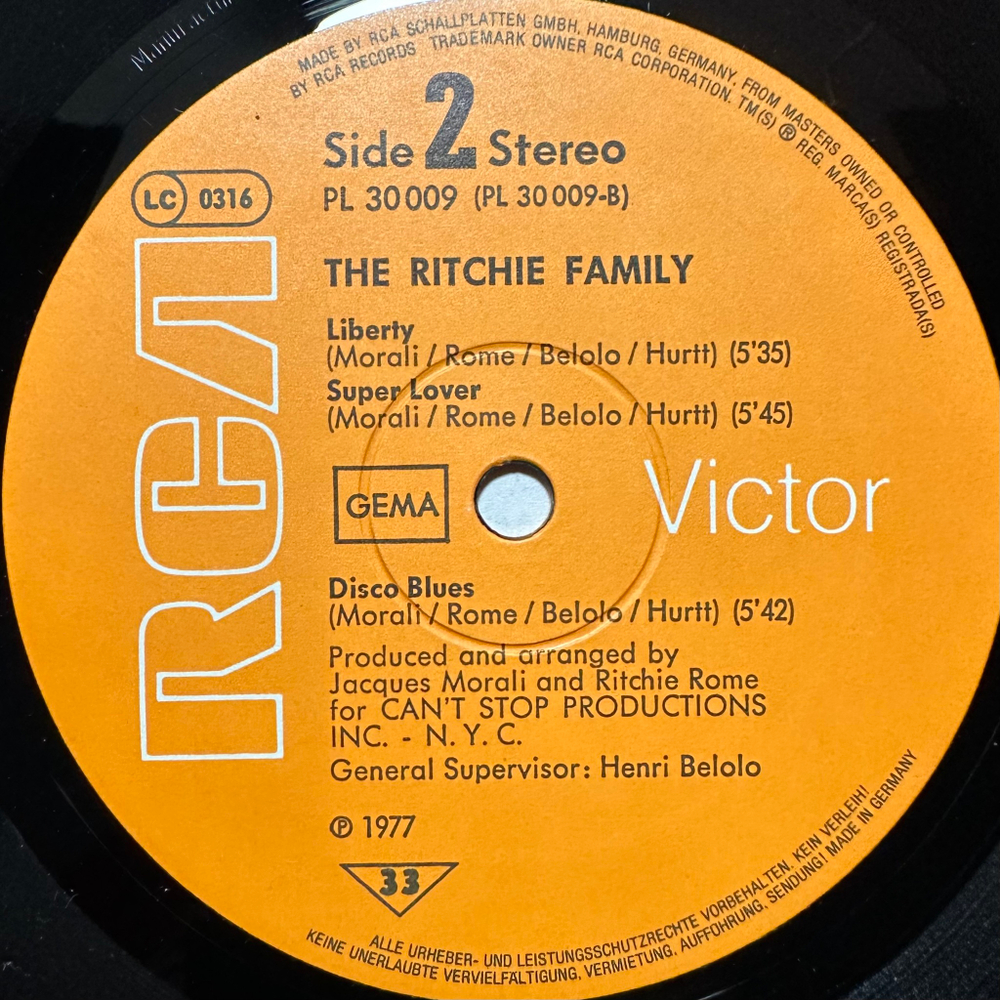 MADE BY RCA SCHALLPLATTEN GMBH, HAMBURG, GERMANY, FROM MASTERS OWNED OR CONTROLLED
BY RCA RECORDS TRADEMARK OWNER RCA CORPORATION. TM(S) ® REG. MARCA(S) REGISTRADA(S)
Side 2 Stereo
PL 30009 (PL 30009-B)
LC 0316
RCA
THE RITCHIE FAMILY
Liberty
(Morali / Rome / Belolo / Hurtt) (5'35)
Super Lover
(Morali / Rome / Belolo / Hurtt) (5'45)
GEMA
Victor
Disco Blues
(Morali / Rome / Belolo / Hurtt) (5'42)
Produced and arranged by
Jacques Morali and Ritchie Rome
for CAN'T STOP PRODUCTIONS
INC. - N. Y. C.
General Supervisor: Henri Belolo
℗ 1977
33
ALLE URHEBER- UND LEISTUNGSSCHUTZRECHTE VORBEHALTEN. KEIN VERLEIH!
KEINE UNERLAUBTE VERVIELFÄLTIGUNG, VERMIETUNG, AUFFÜHRUNG, SENDUNG! MADE IN GERMANY